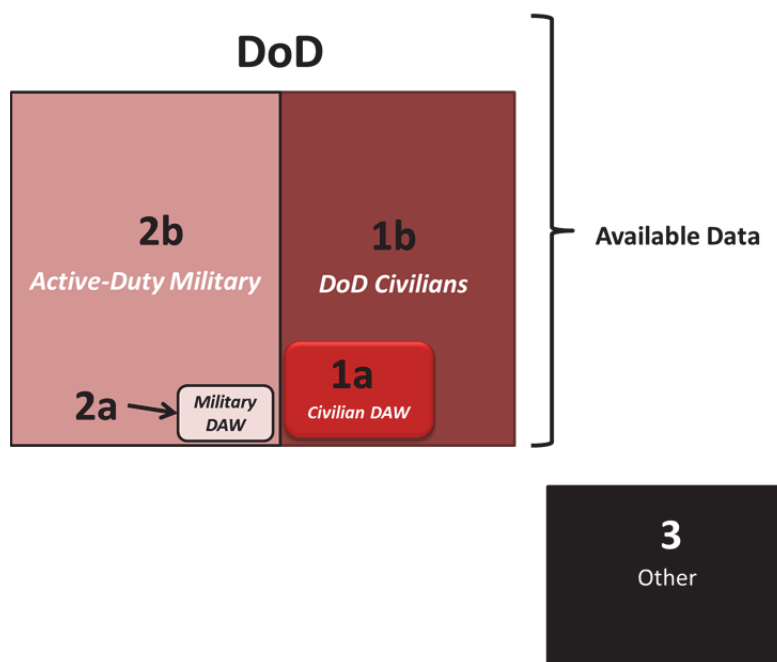 DoD
2b
Active-Duty Military
1b
DoD Civilians
Available Data
2a
Military
DAW
1a
Civilian DAW
3
Other